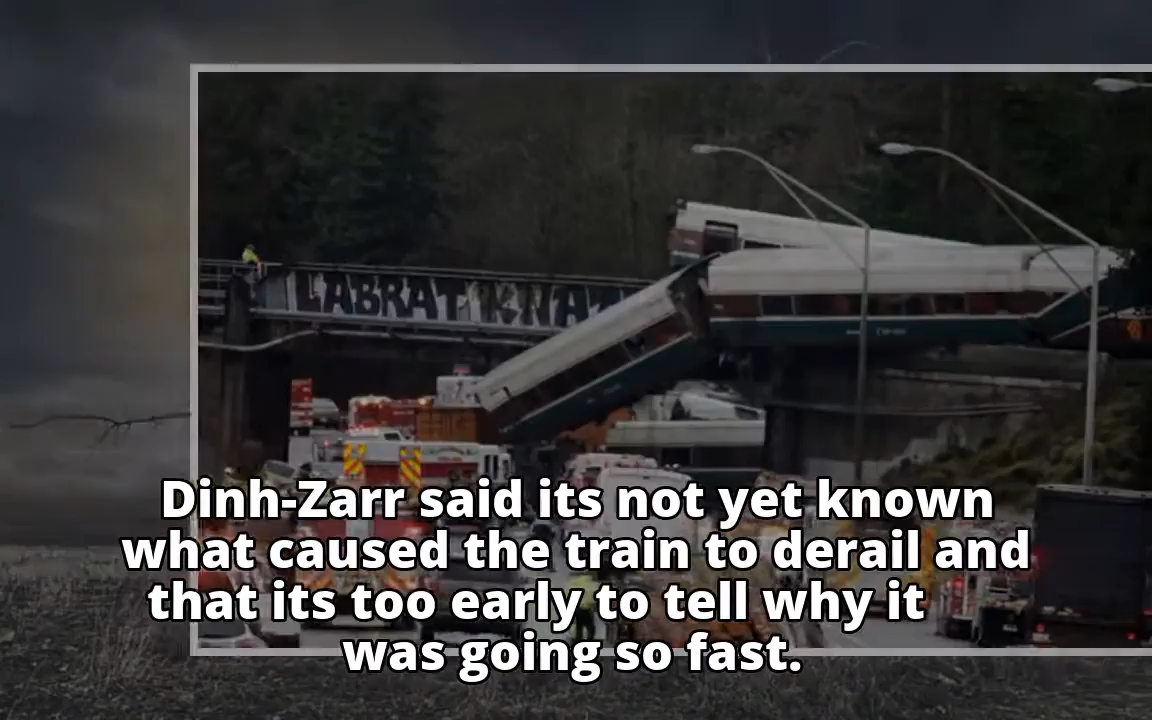 LABRAT KNAT
Dinh-Zarr said its not yet known
what caused the train to derail and
that its too early to tell why it
was going so fast.